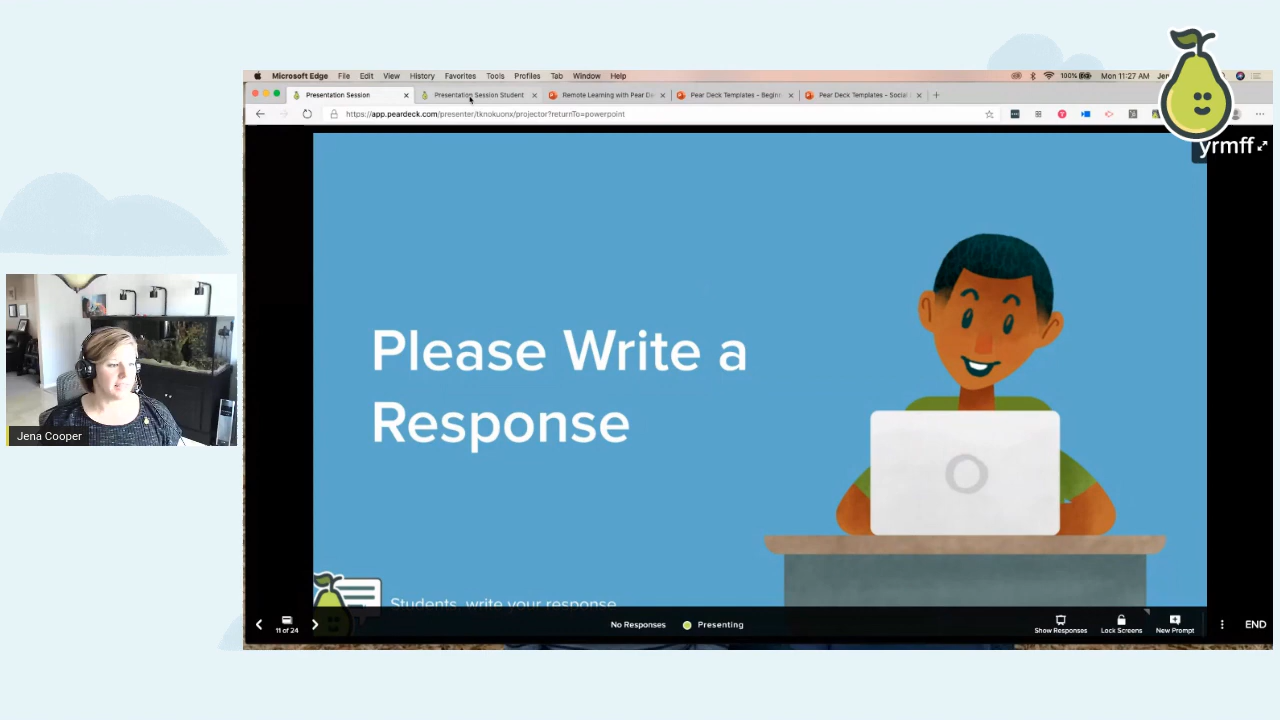 Microsoft Edge File Edit View History Favorites Tools Profiles Tab Window Help
100% Mon 11:27 AM
Presentation Session
Presentation Session Student
Remote Learning with Pear De
Pear Deck Templates - Begin
Pear Deck Templates - Social
https://app.peardeck.com/presenter/tknokuonx/projector?returnTo=powerpoint
yrmff
Please Write a
Response
Students, write your response
Jena Cooper
11 of 24
No Responses
Presenting
Show Responses
Lock Screens
New Prompt
END